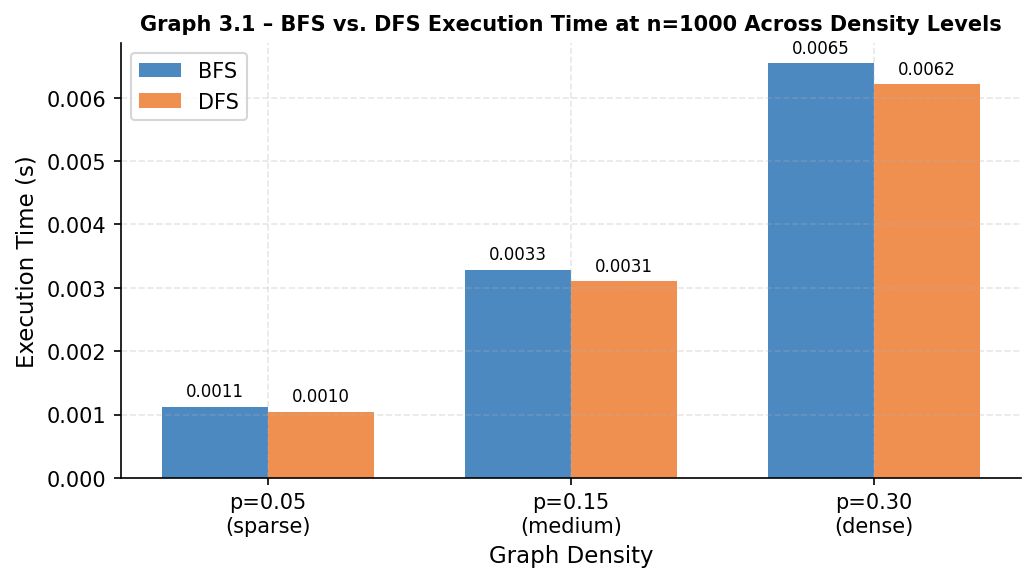 Graph 3.1 – BFS vs. DFS Execution Time at n=1000 Across Density Levels
BFS
DFS
Execution Time (s)
0.006
0.005
0.004
0.003
0.002
0.001
0.000
0.0011
0.0010
0.0033
0.0031
0.0065
0.0062
p=0.05
(sparse)
p=0.15
(medium)
p=0.30
(dense)
Graph Density